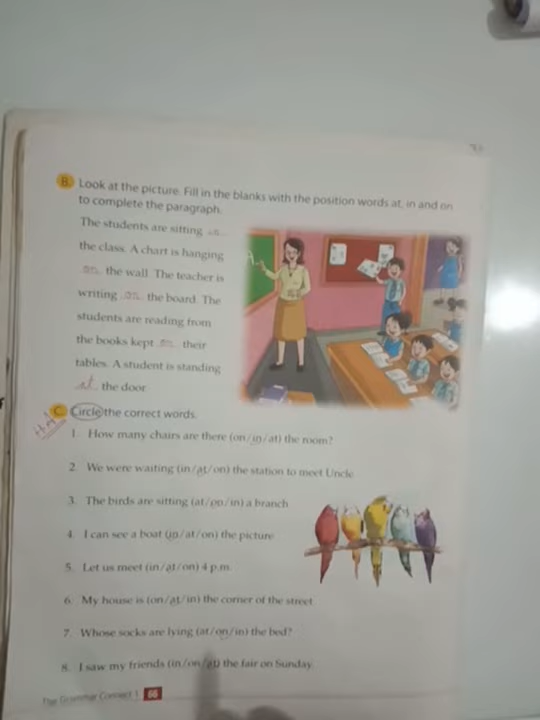 B. Look at the picture. Fill in the blanks with the position words at, in and on
to complete the paragraph.
The students are sitting in
the class. A chart is hanging
on the wall. The teacher is
writing on the board. The
students are reading from
the books kept on their
tables. A student is standing
at the door.
C. Circle the correct words.
1. How many chairs are there (on/in/at) the room?
2. We were waiting (in/at/on) the station to meet Uncle.
3. The birds are sitting (at/on/in) a branch
4. I can see a boat (in/at/on) the picture
5. Let us meet (in/at/on) 4 p.m.
6. My house is (on/at/in) the corner of the street
7. Whose socks are lying (at/on/in) the bed?
8. I saw my friends (in/on/at) the fair on Sunday.
The Grammar Connect 1 66